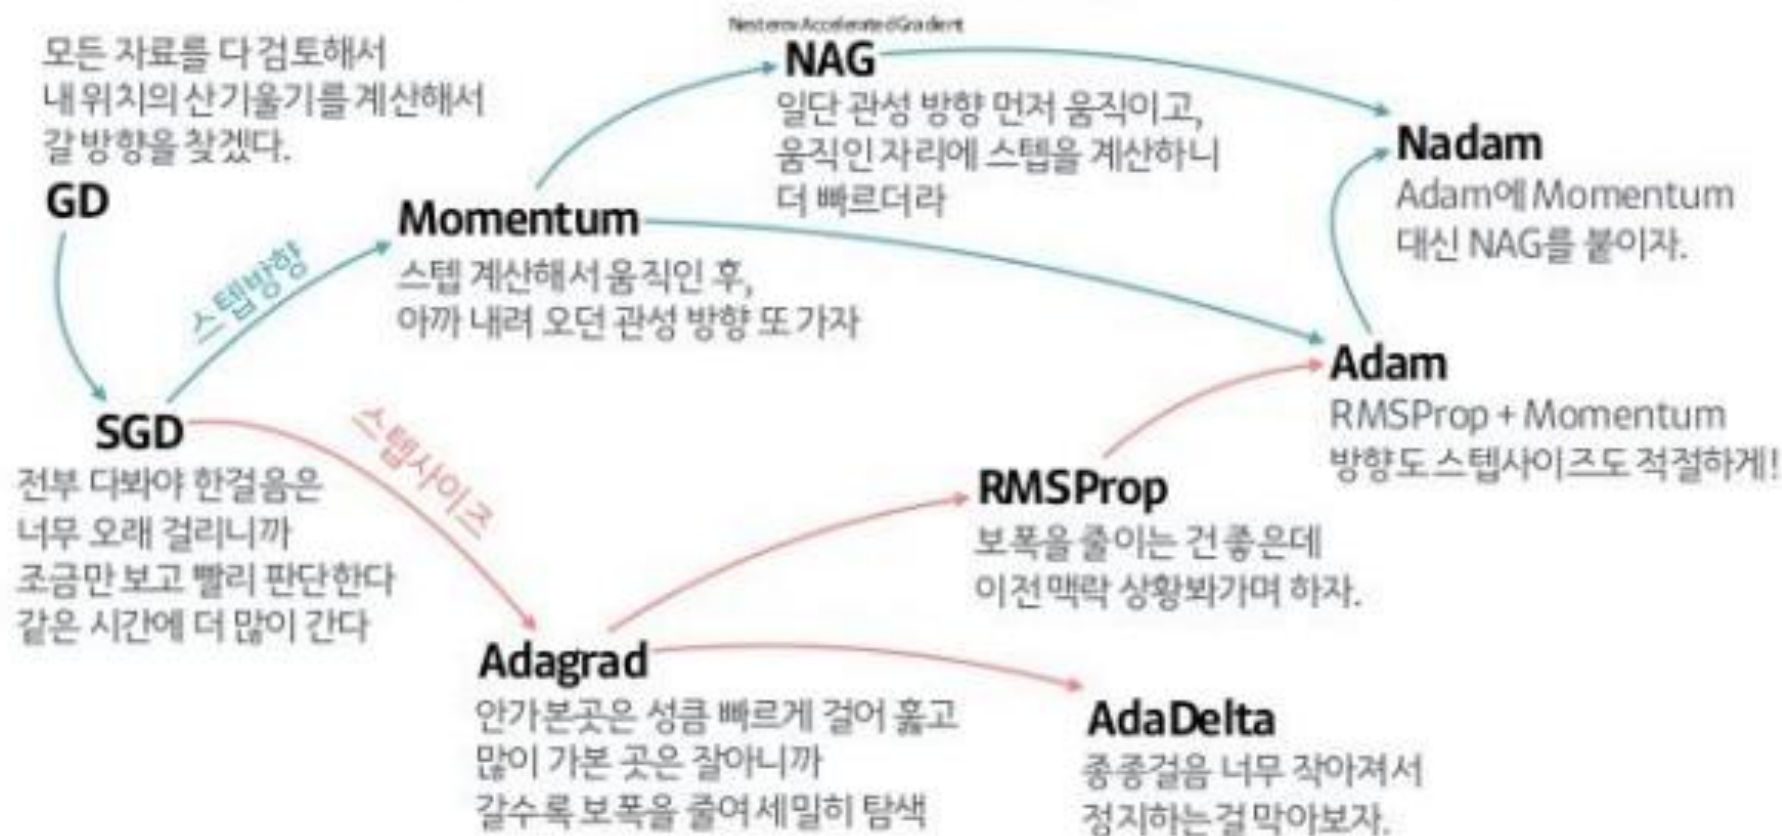 모든 자료를 다 검토해서
내 위치의 산기울기를 계산해서
갈 방향을 찾겠다.
GD
스텝방향
SGD
전부 다봐야 한걸음은
너무 오래 걸리니까
조금만 보고 빨리 판단한다
같은 시간에 더 많이 간다
Momentum
스텝 계산해서 움직인 후,
아까 내려 오던 관성 방향 또 가자
Nesterov Accelerated Gradient
NAG
일단 관성 방향 먼저 움직이고,
움직인 자리에 스텝을 계산하니
더 빠르더라
Nadam
Adam에 Momentum
대신 NAG를 붙이자.
Adam
RMSProp + Momentum
방향도 스텝사이즈도 적절하게!
스텝사이즈
Adagrad
안가본곳은 성큼 빠르게 걸어 훓고
많이 가본 곳은 잘아니까
갈수록 보폭을 줄여 세밀히 탐색
RMSProp
보폭을 줄이는 건 좋은데
이전 맥락 상황봐가며 하자.
AdaDelta
종종걸음 너무 작아져서
정지하는걸 막아보자.